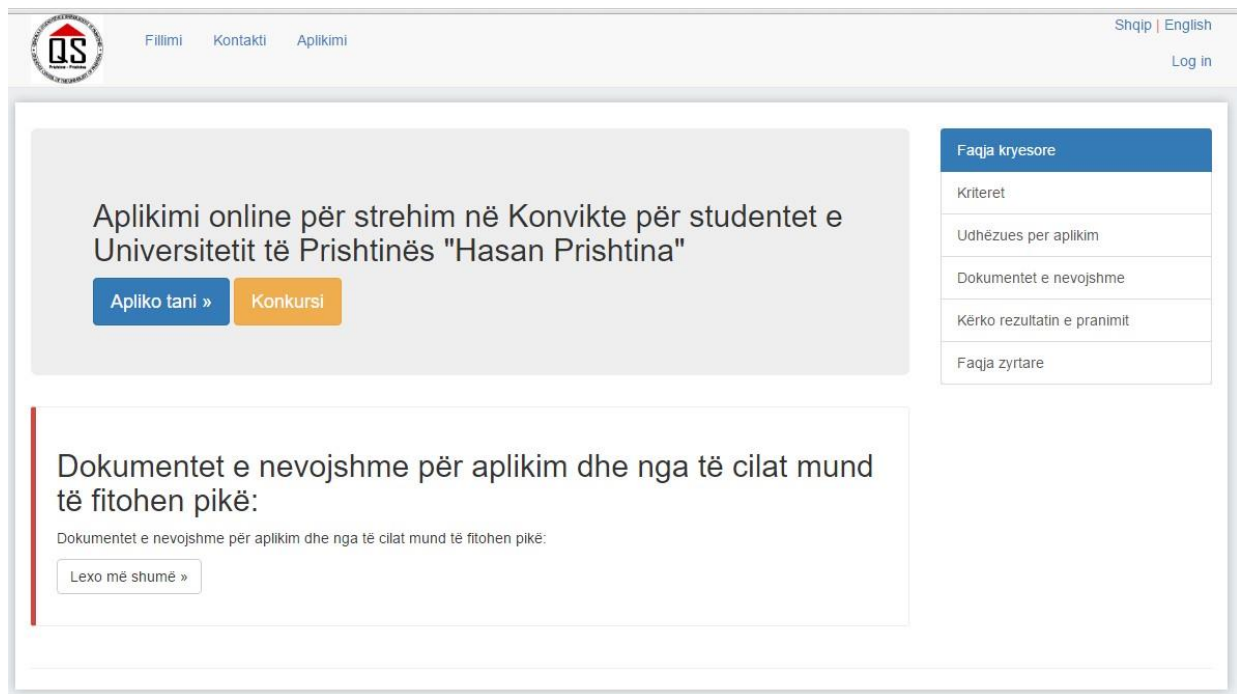 QS
Fillimi
Kontakti
Aplikimi
Shqip | English
Log in
Aplikimi online për strehim në Konvikte për studentet e
Universitetit të Prishtinës "Hasan Prishtina"
Apliko tani »
Konkursi
Dokumentet e nevojshme për aplikim dhe nga të cilat mund
të fitohen pikë:
Dokumentet e nevojshme për aplikim dhe nga të cilat mund të fitohen pikë:
Lexo më shumë »
Faqja kryesore
Kriteret
Udhëzues per aplikim
Dokumentet e nevojshme
Kërko rezultatin e pranimit
Faqja zyrtare